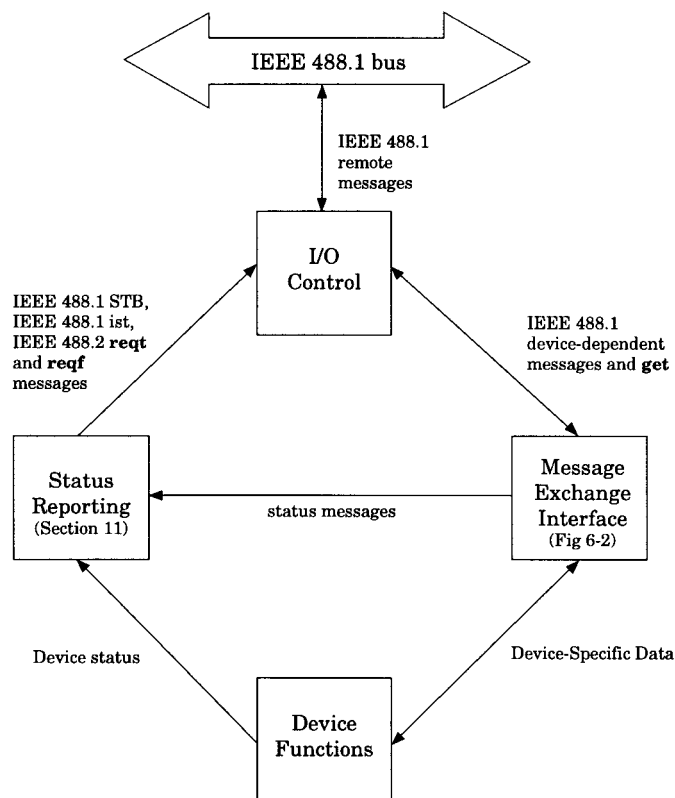 IEEE 488.1 bus
IEEE 488.1
remote
messages
I/O
Control
IEEE 488.1 STB,
IEEE 488.1 ist,
IEEE 488.2 reqt
and reqf
messages
IEEE 488.1
device-dependent
messages and get
Status
Reporting
(Section 11)
status messages
Message
Exchange
Interface
(Fig 6-2)
Device status
Device-Specific Data
Device
Functions